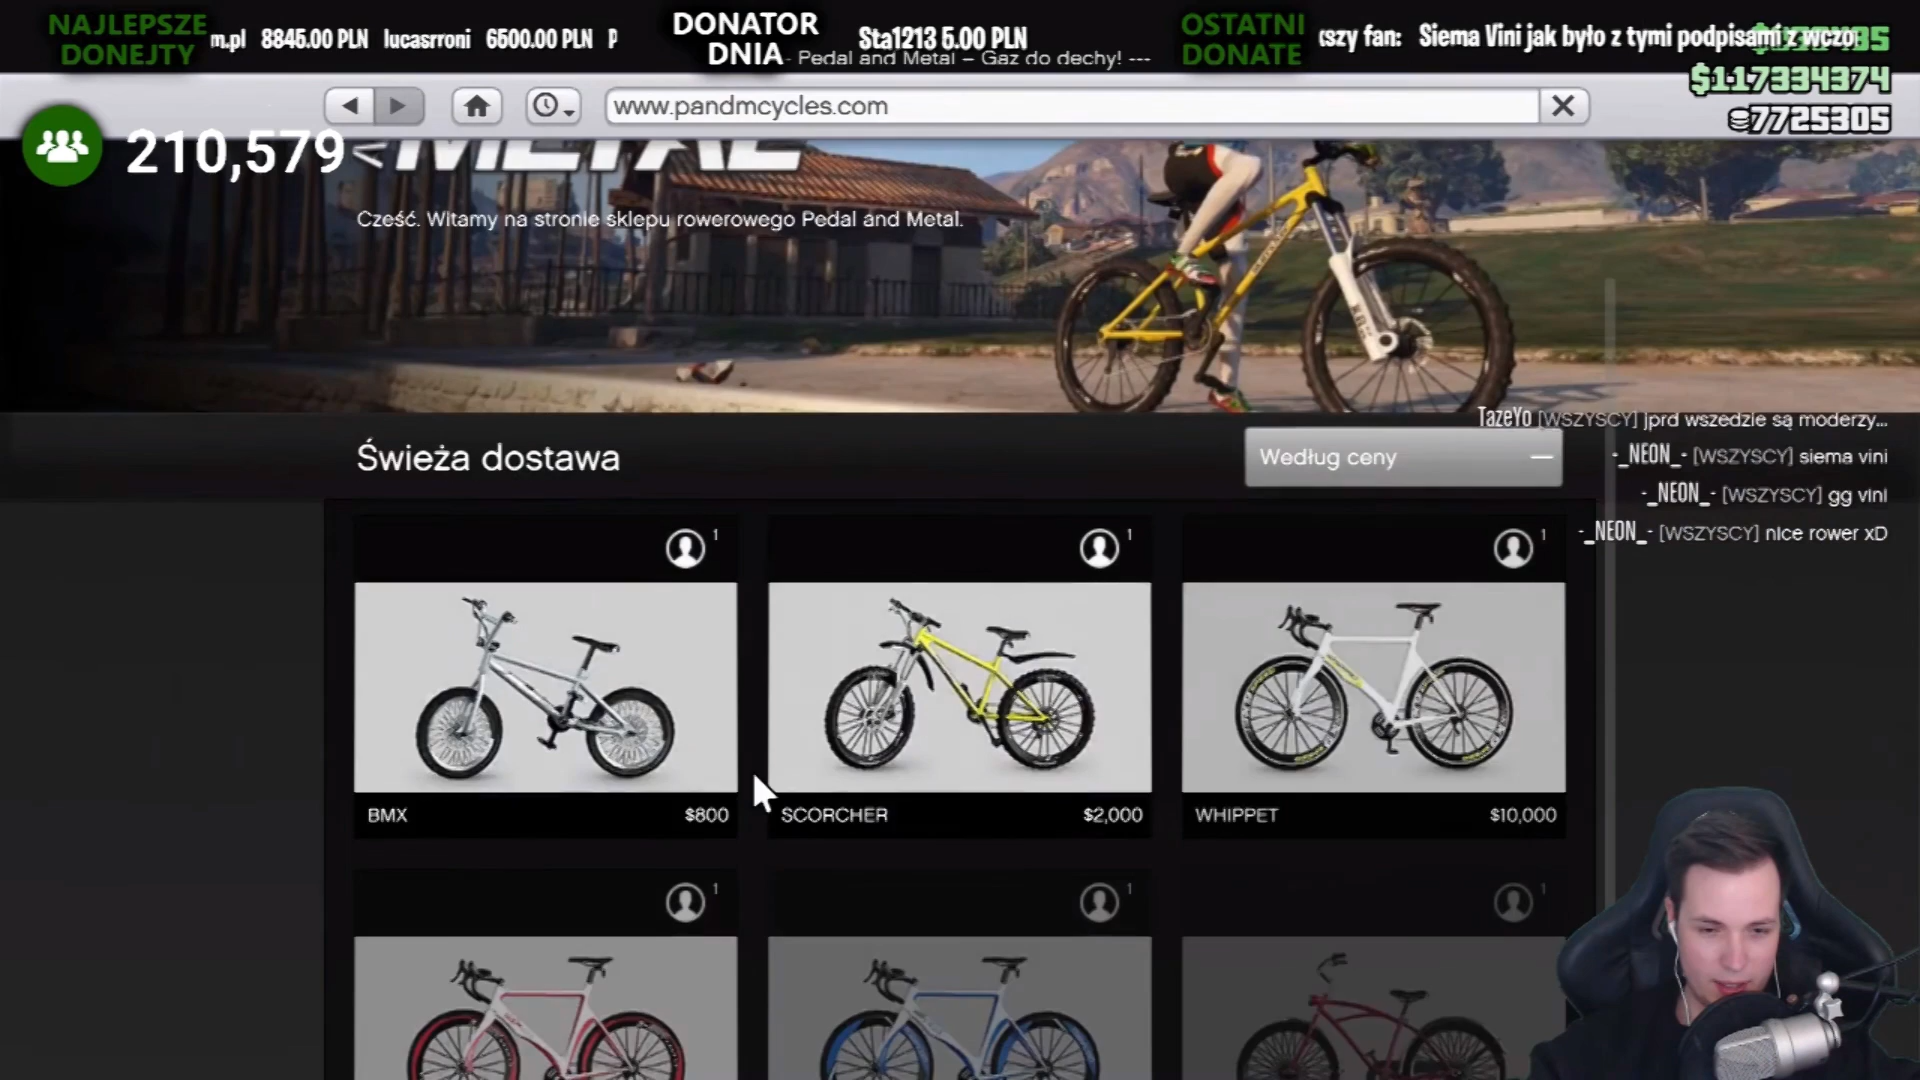 NAJLEPSZE
DONEJTY
m.pl 8845.00 PLN lucasrroni 6500.00 PLN P
DONATOR
DNIA
Sta1213 5.00 PLN
- Pedal and Metal – Gaz do dechy! ---
OSTATNI
DONATE
szy fan: Siema Vini jak było z tymi podpisami z wczo
$117334374
7725305
www.pandmcycles.com
210,579
METAL
Cześć. Witamy na stronie sklepu rowerowego Pedal and Metal.
Świeża dostawa
Według ceny
TazeYo [WSZYSCY] jprd wszedzie są moderzy...
-_NEON_- [WSZYSCY] siema vini
-_NEON_- [WSZYSCY] gg vini
-_NEON_- [WSZYSCY] nice rower xD
1
1
1
BMX $800
SCORCHER $2,000
WHIPPET $10,000
1
1
1